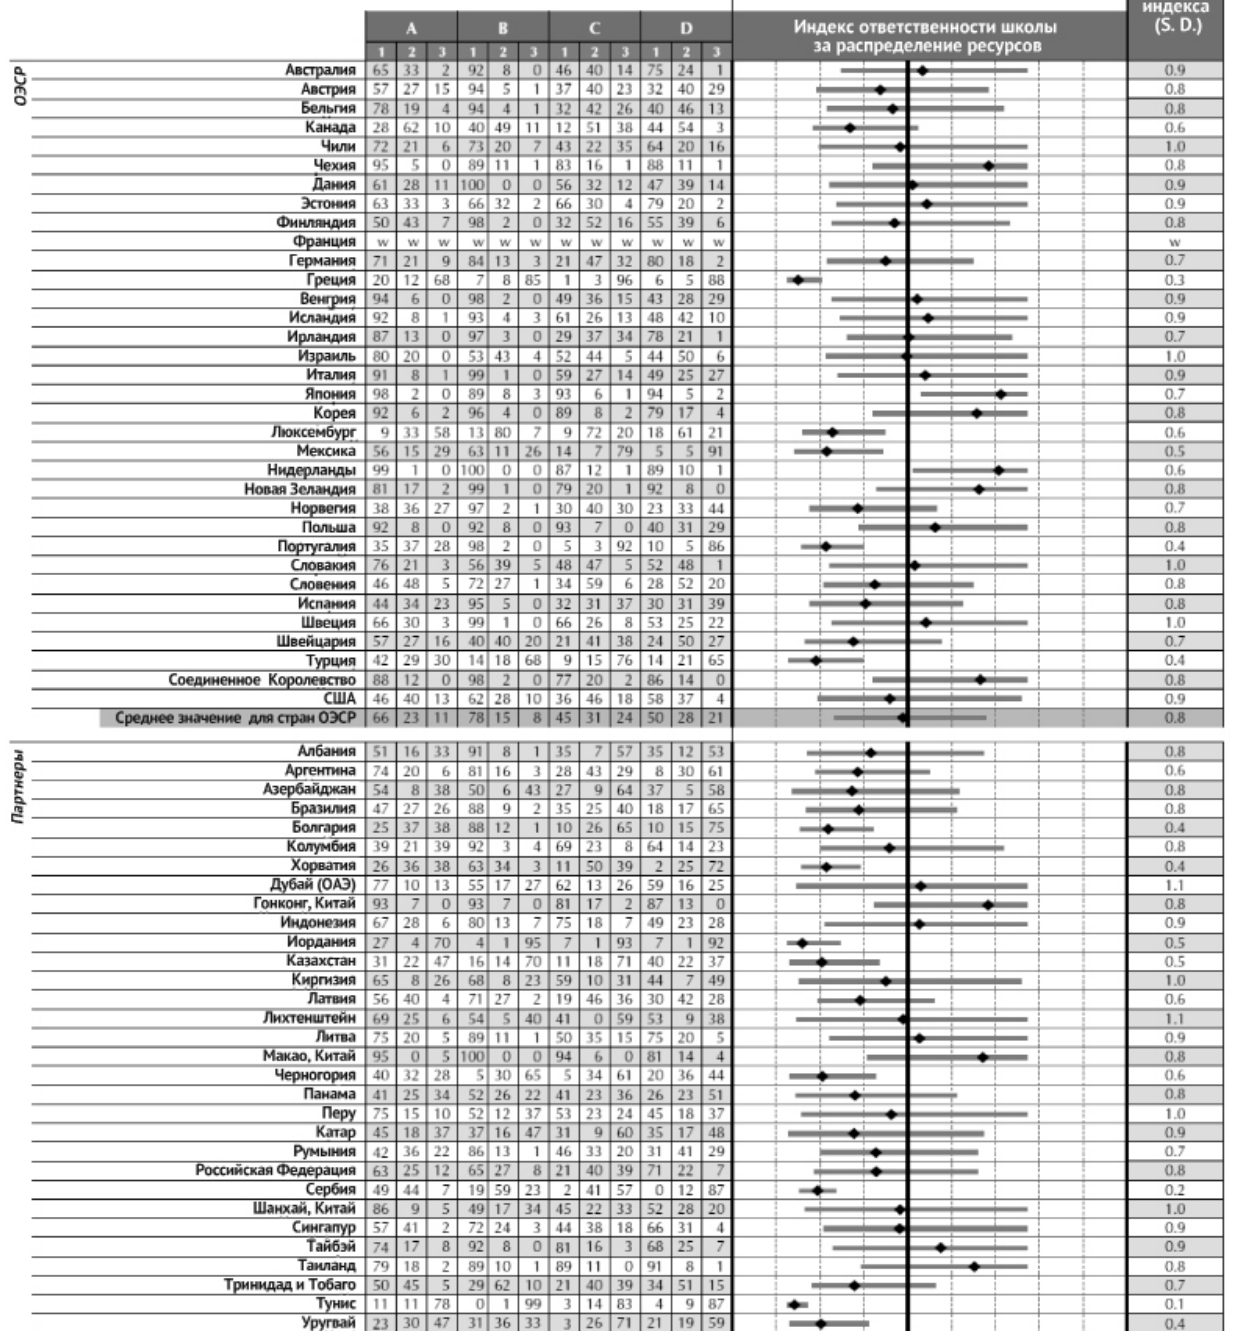 индекса
(S. D.)
A B C D Индекс ответственности школы
за распределение ресурсов
1 2 3 1 2 3 1 2 3 1 2 3
ОЭСР
Австралия 65 33 2 92 8 0 46 40 14 75 24 1 0.9
Австрия 57 27 15 94 5 1 37 40 23 32 40 29 0.8
Бельгия 78 19 4 94 4 1 32 42 26 40 46 13 0.8
Канада 28 62 10 40 49 11 12 51 38 44 54 3 0.6
Чили 72 21 6 73 20 7 43 22 35 64 20 16 1.0
Чехия 95 5 0 89 11 1 83 16 1 88 11 1 0.8
Дания 61 28 11 100 0 0 56 32 12 47 39 14 0.9
Эстония 63 33 3 66 32 2 66 30 4 79 20 2 0.9
Финляндия 50 43 7 98 2 0 32 52 16 55 39 6 0.8
Франция w w w w w w w w w w w w w
Германия 71 21 9 84 13 3 21 47 32 80 18 2 0.7
Греция 20 12 68 7 8 85 1 3 96 6 5 88 0.3
Венгрия 94 6 0 98 2 0 49 36 15 43 28 29 0.9
Исландия 92 8 1 93 4 3 61 26 13 48 42 10 0.9
Ирландия 87 13 0 97 3 0 29 37 34 78 21 1 0.7
Израиль 80 20 0 53 43 4 52 44 5 44 50 6 1.0
Италия 91 8 1 99 1 0 59 27 14 49 25 27 0.9
Япония 98 2 0 89 8 3 93 6 1 94 5 2 0.7
Корея 92 6 2 96 4 0 89 8 2 79 17 4 0.8
Люксембург 9 33 58 13 80 7 9 72 20 18 61 21 0.6
Мексика 56 15 29 63 11 26 14 7 79 5 5 91 0.5
Нидерланды 99 1 0 100 0 0 87 12 1 89 10 1 0.6
Новая Зеландия 81 17 2 99 1 0 79 20 1 92 8 0 0.8
Норвегия 38 36 27 97 2 1 30 40 30 23 33 44 0.7
Польша 92 8 0 92 8 0 93 7 0 40 31 29 0.8
Португалия 35 37 28 98 2 0 5 3 92 10 5 86 0.4
Словакия 76 21 3 56 39 5 48 47 5 52 48 1 1.0
Словения 46 48 5 72 27 1 34 59 6 28 52 20 0.8
Испания 44 34 23 95 5 0 32 31 37 30 31 39 0.8
Швеция 66 30 3 99 1 0 66 26 8 53 25 22 1.0
Швейцария 57 27 16 40 40 20 21 41 38 24 50 27 0.7
Турция 42 29 30 14 18 68 9 15 76 14 21 65 0.4
Соединенное Королевство 88 12 0 98 2 0 77 20 2 86 14 0 0.8
США 46 40 13 62 28 10 36 46 18 58 37 4 0.9
Среднее значение для стран ОЭСР 66 23 11 78 15 8 45 31 24 50 28 21 0.8
Партнеры
Албания 51 16 33 91 8 1 35 7 57 35 12 53 0.8
Аргентина 74 20 6 81 16 3 28 43 29 8 30 61 0.6
Азербайджан 54 8 38 50 6 43 27 9 64 37 5 58 0.8
Бразилия 47 27 26 88 9 2 35 25 40 18 17 65 0.8
Болгария 25 37 38 88 12 1 10 26 65 10 15 75 0.4
Колумбия 39 21 39 92 3 4 69 23 8 64 14 23 0.8
Хорватия 26 36 38 63 34 3 11 50 39 2 25 72 0.4
Дубай (ОАЭ) 77 10 13 55 17 27 62 13 26 59 16 25 1.1
Гонконг, Китай 93 7 0 93 7 0 81 17 2 87 13 0 0.8
Индонезия 67 28 6 80 13 7 75 18 7 49 23 28 0.9
Иордания 27 4 70 4 1 95 7 1 93 7 1 92 0.5
Казахстан 31 22 47 16 14 70 11 18 71 40 22 37 0.5
Киргизия 65 8 26 68 8 23 59 10 31 44 7 49 1.0
Латвия 56 40 4 71 27 2 19 46 36 30 42 28 0.6
Лихтенштейн 69 25 6 54 5 40 41 0 59 53 9 38 1.1
Литва 75 20 5 89 11 1 50 35 15 75 20 5 0.9
Макао, Китай 95 0 5 100 0 0 94 6 0 81 14 4 0.8
Черногория 40 32 28 5 30 65 5 34 61 20 36 44 0.6
Панама 41 25 34 52 26 22 41 23 36 26 23 51 0.8
Перу 75 15 10 52 12 37 53 23 24 45 18 37 1.0
Катар 45 18 37 37 16 47 31 9 60 35 17 48 0.9
Румыния 42 36 22 86 13 1 46 33 20 31 41 29 0.7
Российская Федерация 63 25 12 65 27 8 21 40 39 71 22 7 0.8
Сербия 49 44 7 19 59 23 2 41 57 0 12 87 0.2
Шанхай, Китай 86 9 5 49 17 34 45 22 33 52 28 20 1.0
Сингапур 57 41 2 72 24 3 44 38 18 66 31 4 0.9
Тайбэй 74 17 8 92 8 0 81 16 3 68 25 7 0.9
Таиланд 79 18 2 89 10 1 89 11 0 91 8 1 0.8
Тринидад и Тобаго 50 45 5 29 62 10 21 40 39 34 51 15 0.7
Тунис 11 11 78 0 1 99 3 14 83 4 9 87 0.1
Уругвай 23 30 47 31 36 33 3 26 71 21 19 59 0.4